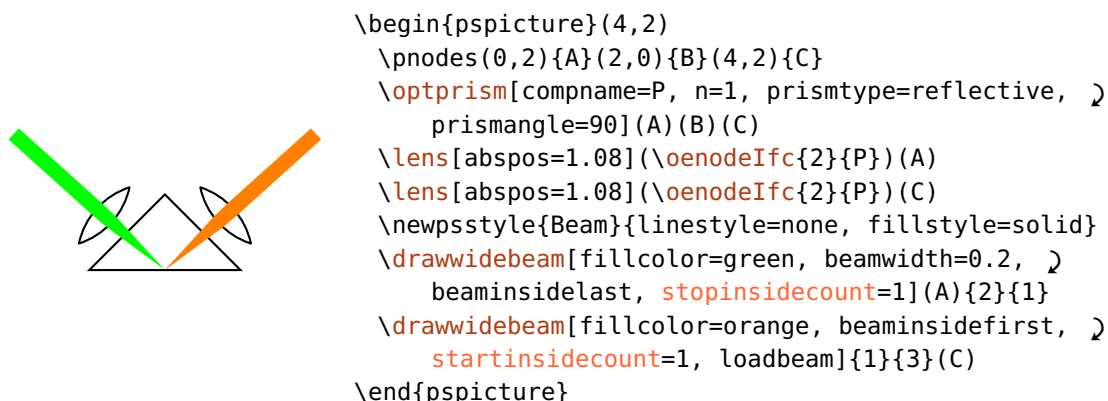 \begin{pspicture}(4,2)
\pnodes(0,2){A}(2,0){B}(4,2){C}
\optprism[compname=P, n=1, prismtype=reflective,
prismangle=90](A)(B)(C)
\lens[abspos=1.08](\oenodeIfc{2}{P})(A)
\lens[abspos=1.08](\oenodeIfc{2}{P})(C)
\newpsstyle{Beam}{linestyle=none, fillstyle=solid}
\drawwidebeam[fillcolor=green, beamwidth=0.2,
beaminsidelast, stopinsidecount=1](A){2}{1}
\drawwidebeam[fillcolor=orange, beaminsidefirst,
startinsidecount=1, loadbeam]{1}{3}(C)
\end{pspicture}